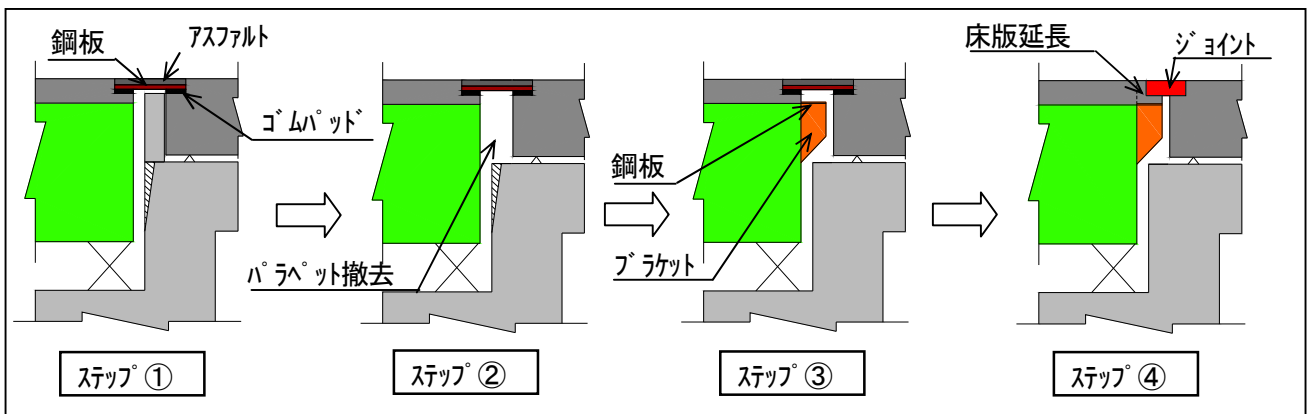 鋼板
アスファルト
ゴムパッド
パラペット撤去
鋼板
ブラケット
床版延長
ジョイント
ステップ①
ステップ②
ステップ③
ステップ④